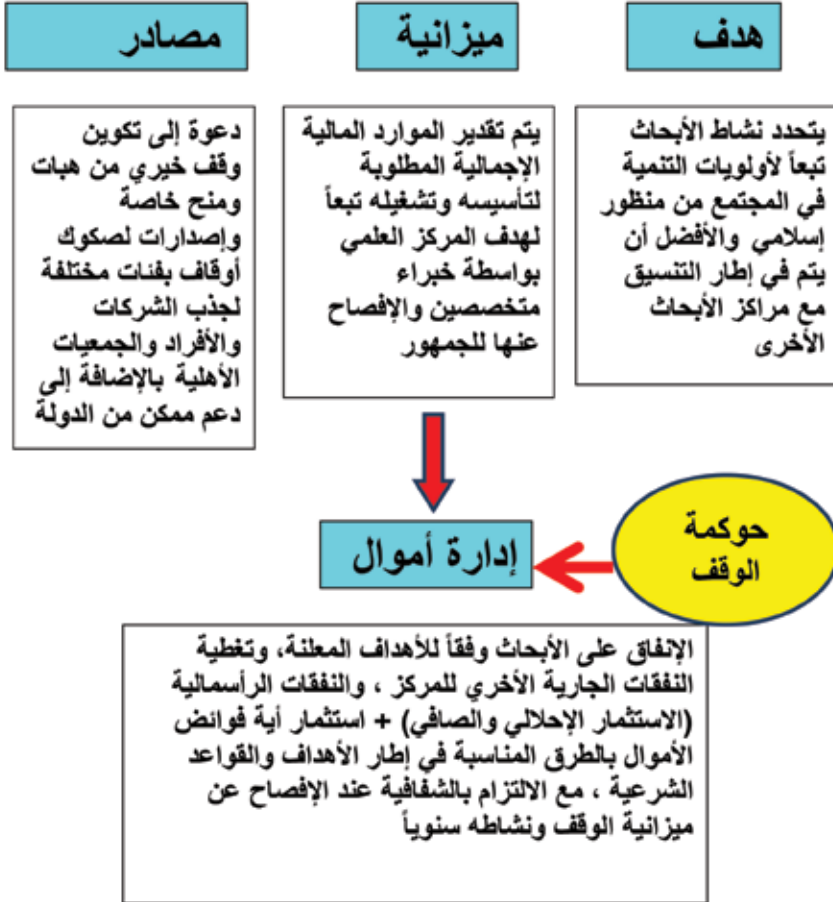 هدف
يتحدد نشاط الأبحاث
تبعاً لأولويات التنمية
في المجتمع من منظور
إسلامي والأفضل أن
يتم في إطار التنسيق
مع مراكز الأبحاث
الأخرى
ميزانية
يتم تقدير الموارد المالية
الإجمالية المطلوبة
لتأسيسه وتشغيله تبعاً
لهدف المركز العلمي
بواسطة خبراء
متخصصين والإفصاح
عنها للجمهور
مصادر
دعوة إلى تكوين
وقف خيري من هبات
ومنح خاصة
وإصدارات لصكوك
أوقاف بفئات مختلفة
لجذب الشركات
والأفراد والجمعيات
الأهلية بالإضافة إلى
دعم ممكن من الدولة
حوكمة
الوقف
إدارة أموال
الإنفاق على الأبحاث وفقاً للأهداف المعلنة، وتغطية
النفقات الجارية الأخري للمركز ، والنفقات الرأسمالية
(الاستثمار الإحلالي والصافي) + استثمار أية فوائض
الأموال بالطرق المناسبة في إطار الأهداف والقواعد
الشرعية ، مع الالتزام بالشفافية عند الإفصاح عن
ميزانية الوقف ونشاطه سنوياً